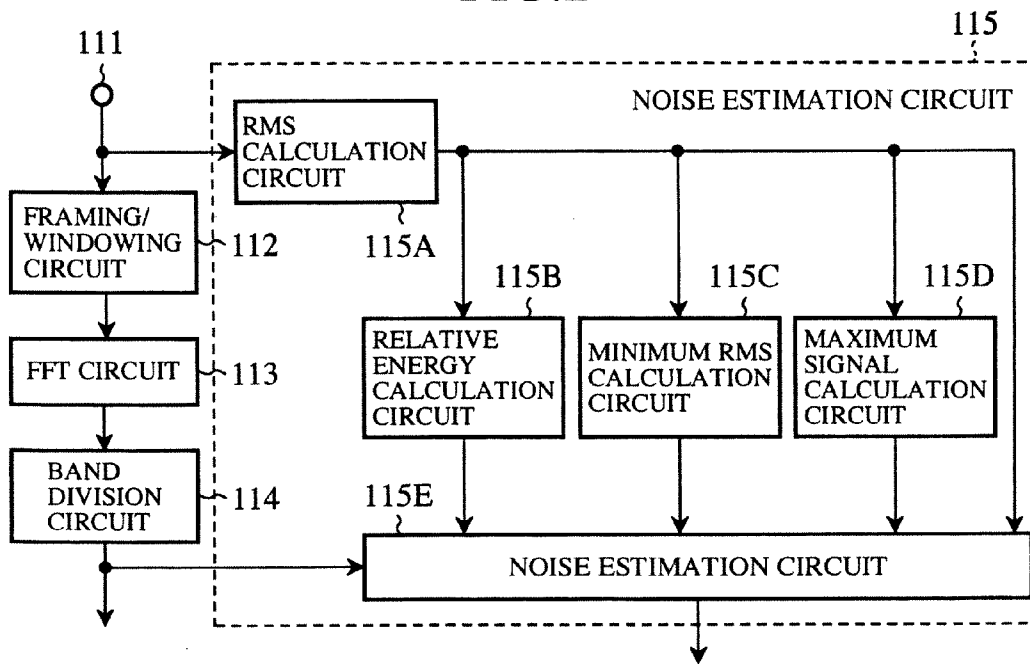 111
115
NOISE ESTIMATION CIRCUIT
RMS
CALCULATION
CIRCUIT
115A
FRAMING/
WINDOWING
CIRCUIT
112
115B
115C
115D
RELATIVE
ENERGY
CALCULATION
CIRCUIT
MINIMUM RMS
CALCULATION
CIRCUIT
MAXIMUM
SIGNAL
CALCULATION
CIRCUIT
FFT CIRCUIT
113
BAND
DIVISION
CIRCUIT
114
115E
NOISE ESTIMATION CIRCUIT